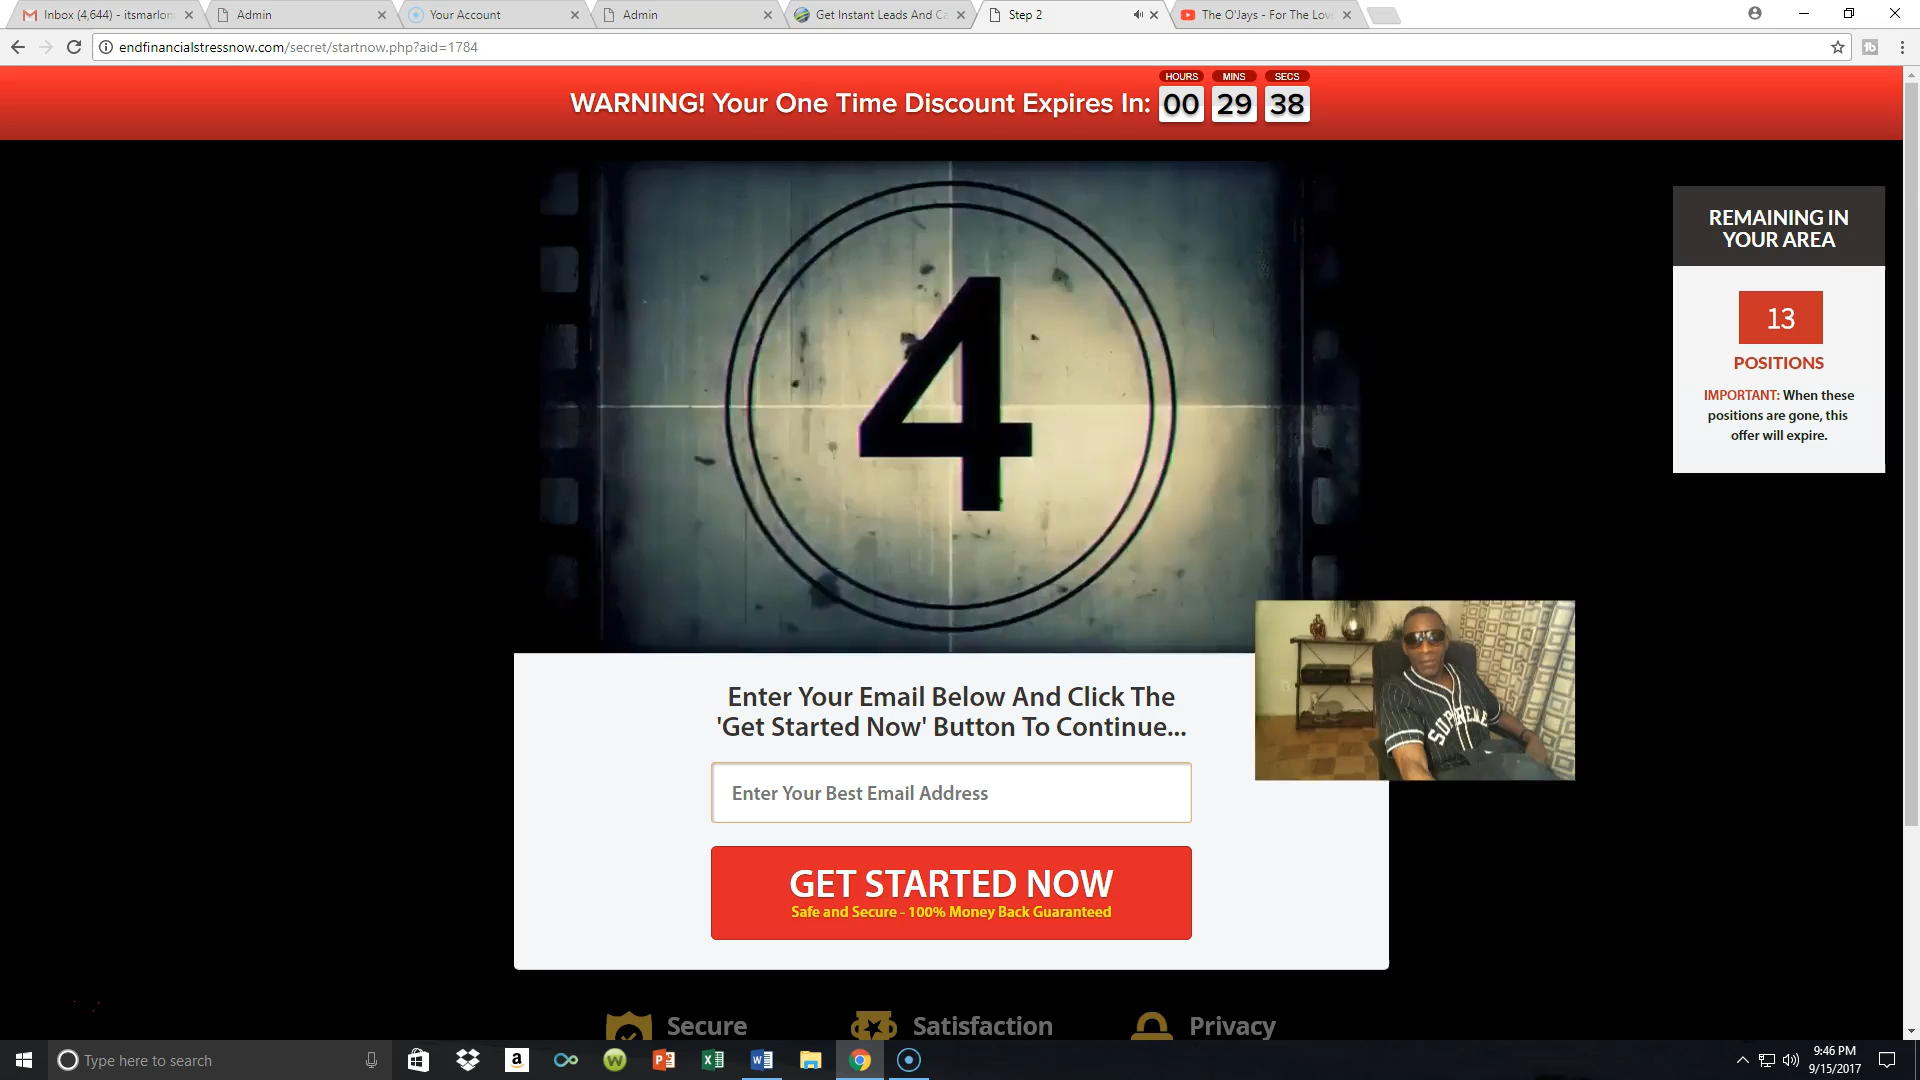 Inbox (4,644) - itsmarlon
Admin
Your Account
Admin
Get Instant Leads And Ca
Step 2
The O'Jays - For The Love
endfinancialstressnow.com/secret/startnow.php?aid=1784
WARNING! Your One Time Discount Expires In:
HOURS MINS SECS
00 29 38
REMAINING IN
YOUR AREA
13
POSITIONS
IMPORTANT: When these
positions are gone, this
offer will expire.
4
SUPREME
Enter Your Email Below And Click The
'Get Started Now' Button To Continue...
Enter Your Best Email Address
GET STARTED NOW
Safe and Secure - 100% Money Back Guaranteed
Secure
Satisfaction
Privacy
Type here to search
9:46 PM
9/15/2017